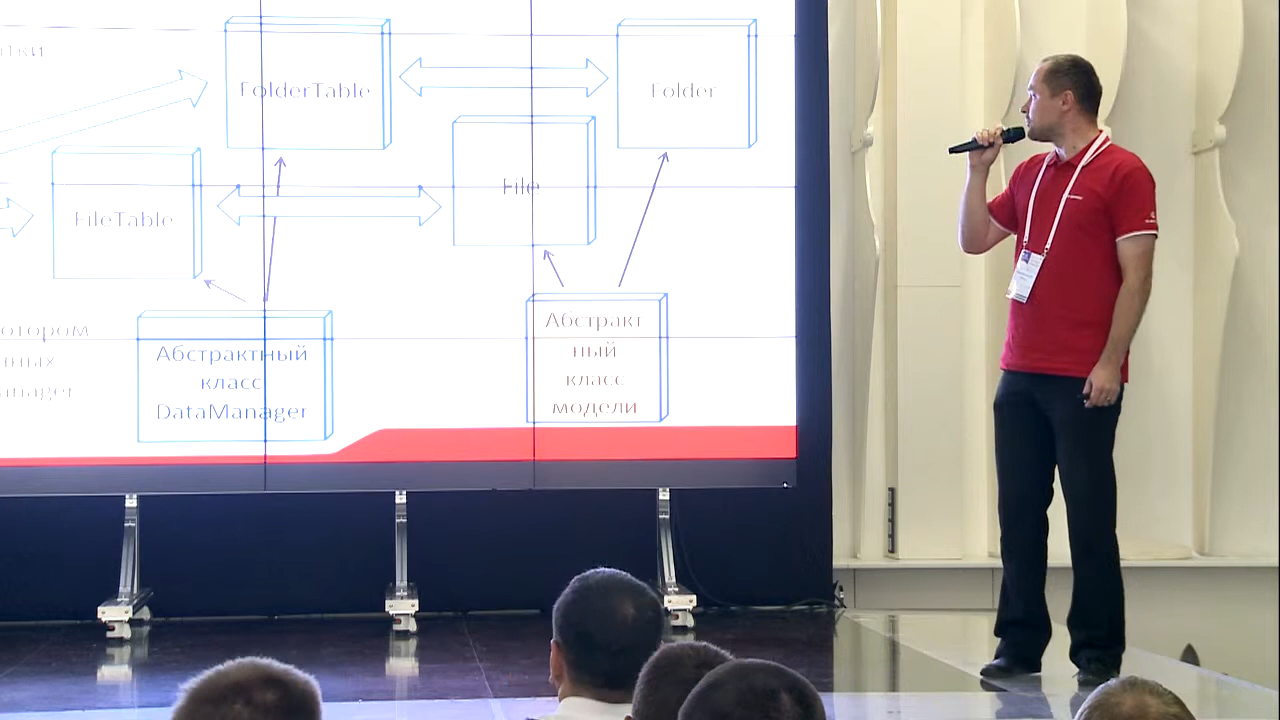 FolderTable
Folder
File
FileTable
Абстрактный
класс
DataManager
Абстракт
ный
класс
модели